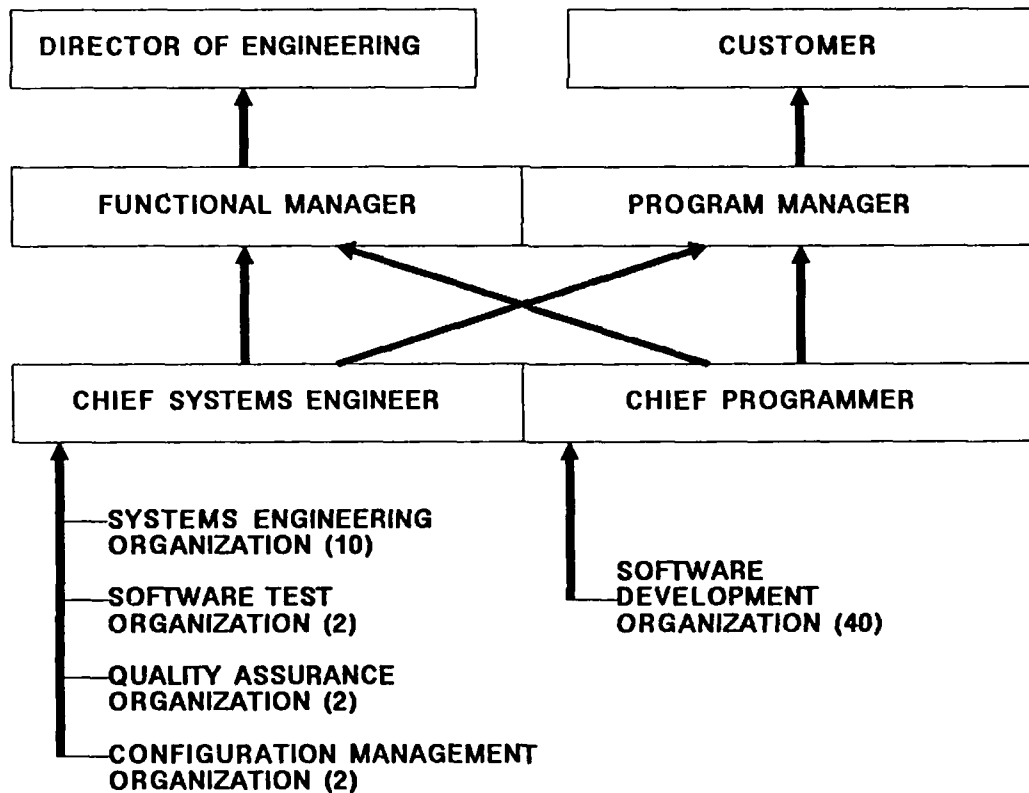 DIRECTOR OF ENGINEERING
CUSTOMER
FUNCTIONAL MANAGER
PROGRAM MANAGER
CHIEF SYSTEMS ENGINEER
CHIEF PROGRAMMER
SYSTEMS ENGINEERING
ORGANIZATION (10)
SOFTWARE TEST
ORGANIZATION (2)
QUALITY ASSURANCE
ORGANIZATION (2)
CONFIGURATION MANAGEMENT
ORGANIZATION (2)
SOFTWARE
DEVELOPMENT
ORGANIZATION (40)